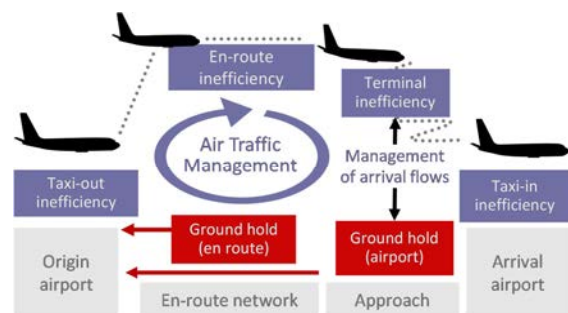 En-route
inefficiency
Terminal
inefficiency
Air Traffic
Management
Management
of arrival flows
Taxi-out
inefficiency
Taxi-in
inefficiency
Ground hold
(en route)
Ground hold
(airport)
Origin
airport
Arrival
airport
En-route network
Approach